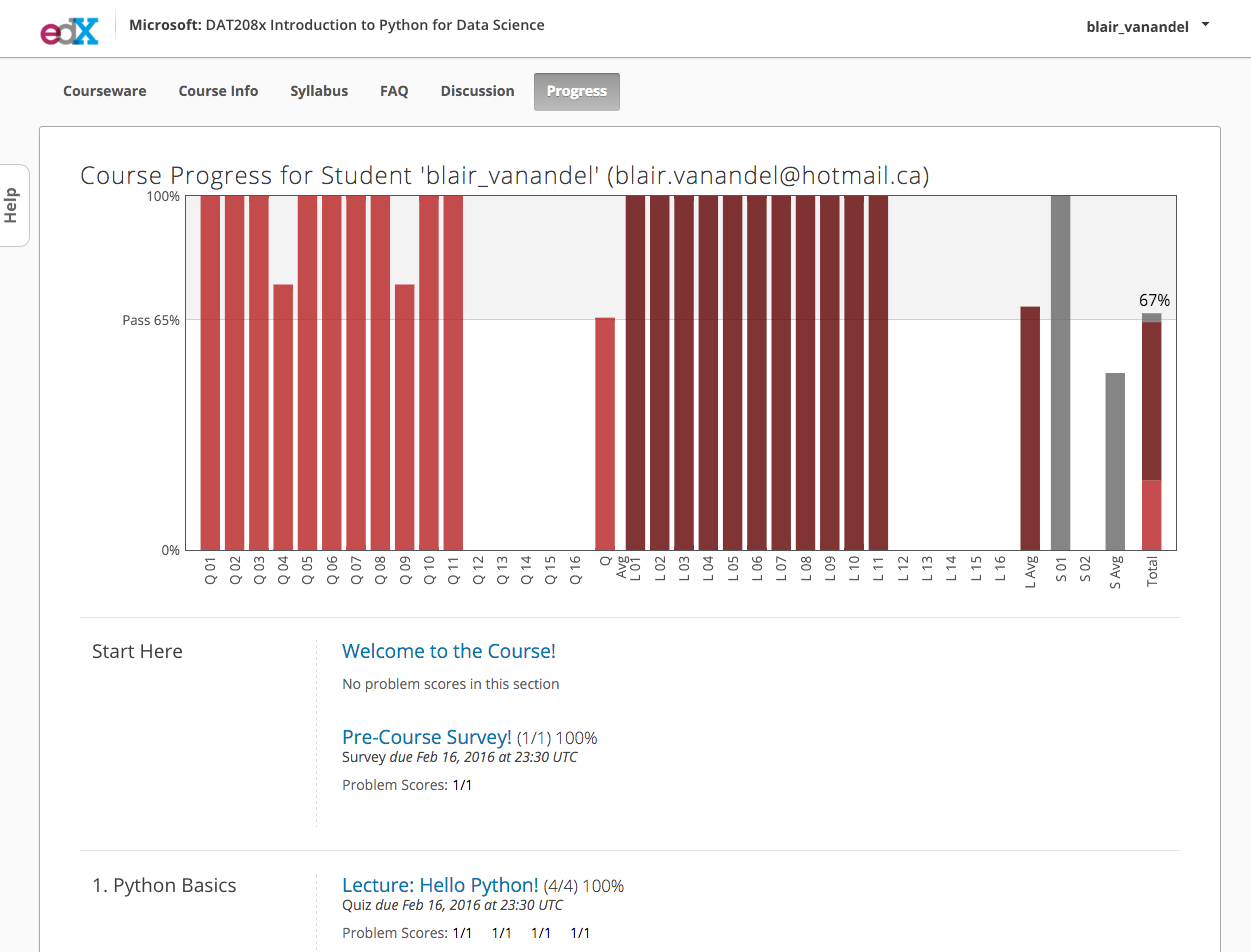 edX
Microsoft: DAT208x Introduction to Python for Data Science
blair_vanandel
Courseware
Course Info
Syllabus
FAQ
Discussion
Progress
Help
Course Progress for Student 'blair_vanandel' (blair.vanandel@hotmail.ca)
100%
Pass 65%
0%
67%
Q 01
Q 02
Q 03
Q 04
Q 05
Q 06
Q 07
Q 08
Q 09
Q 10
Q 11
Q 12
Q 13
Q 14
Q 15
Q 16
Q
Avg
L 01
L 02
L 03
L 04
L 05
L 06
L 07
L 08
L 09
L 10
L 11
L 12
L 13
L 14
L 15
L 16
L Avg
S 01
S 02
S Avg
Total
Start Here
Welcome to the Course!
No problem scores in this section
Pre-Course Survey! (1/1) 100%
Survey due Feb 16, 2016 at 23:30 UTC
Problem Scores: 1/1
1. Python Basics
Lecture: Hello Python! (4/4) 100%
Quiz due Feb 16, 2016 at 23:30 UTC
Problem Scores: 1/1 1/1 1/1 1/1